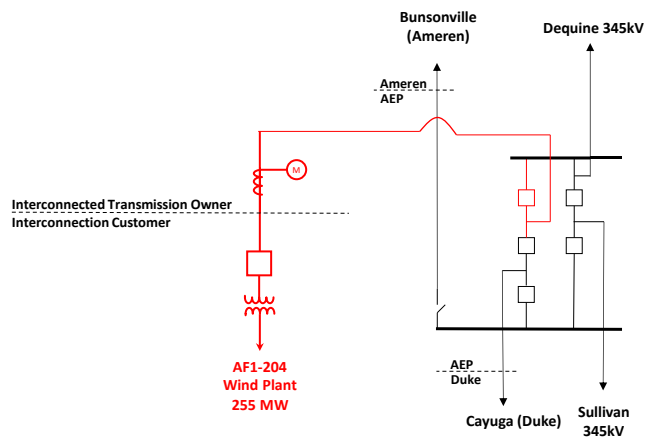 Bunsonville
(Ameren)
Dequine 345kV
Ameren
AEP
M
Interconnected Transmission Owner
Interconnection Customer
AF1-204
Wind Plant
255 MW
AEP
Duke
Cayuga (Duke)
Sullivan
345kV